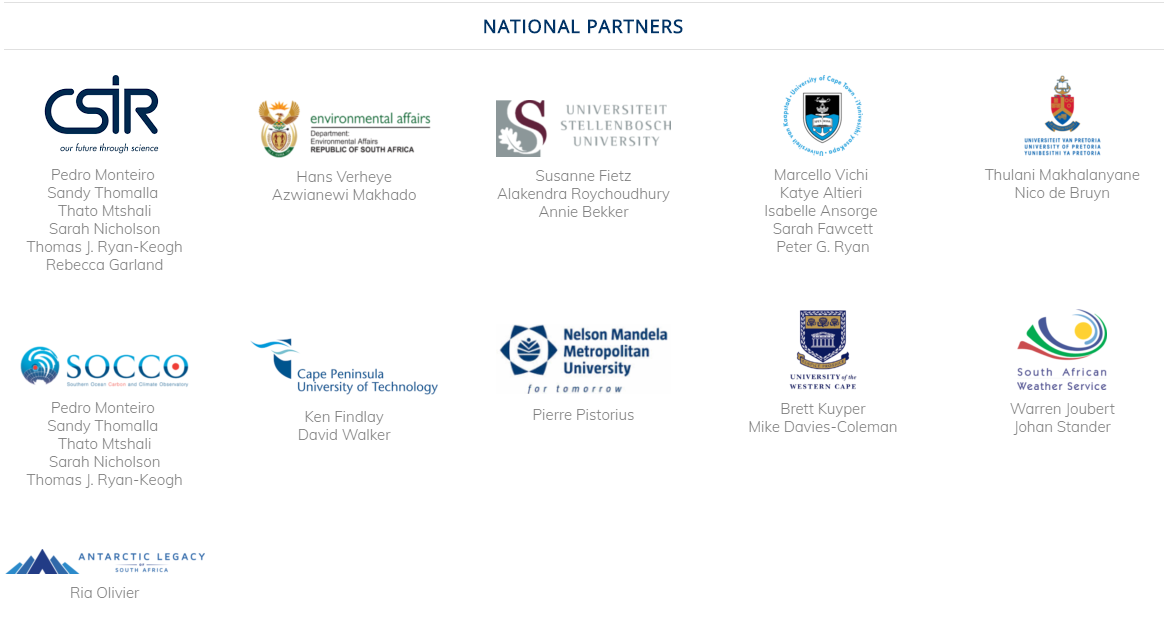 NATIONAL PARTNERS
CSIR
our future through science
Pedro Monteiro
Sandy Thomalla
Thato Mtshali
Sarah Nicholson
Thomas J. Ryan-Keogh
Rebecca Garland
environmental affairs
Department:
Environmental Affairs
REPUBLIC OF SOUTH AFRICA
Hans Verheye
Azwianewi Makhado
S
UNIVERSITEIT
STELLENBOSCH
UNIVERSITY
Susanne Fietz
Alakendra Roychoudhury
Annie Bekker
University of Cape Town · iYunivesithi yaseKapa · Universiteit van Kaapstad
Marcello Vichi
Katye Altieri
Isabelle Ansorge
Sarah Fawcett
Peter G. Ryan
UNIVERSITEIT VAN PRETORIA
UNIVERSITY OF PRETORIA
YUNIBESITHI YA PRETORIA
Thulani Makhalanyane
Nico de Bruyn
SOCCO
Southern Ocean Carbon and Climate Observatory
Pedro Monteiro
Sandy Thomalla
Thato Mtshali
Sarah Nicholson
Thomas J. Ryan-Keogh
Cape Peninsula
University of Technology
Ken Findlay
David Walker
Nelson Mandela
Metropolitan
University
for tomorrow
Pierre Pistorius
UNIVERSITY of the
WESTERN CAPE
Brett Kuyper
Mike Davies-Coleman
South African
Weather Service
Warren Joubert
Johan Stander
ANTARCTIC LEGACY
OF
SOUTH AFRICA
Ria Olivier